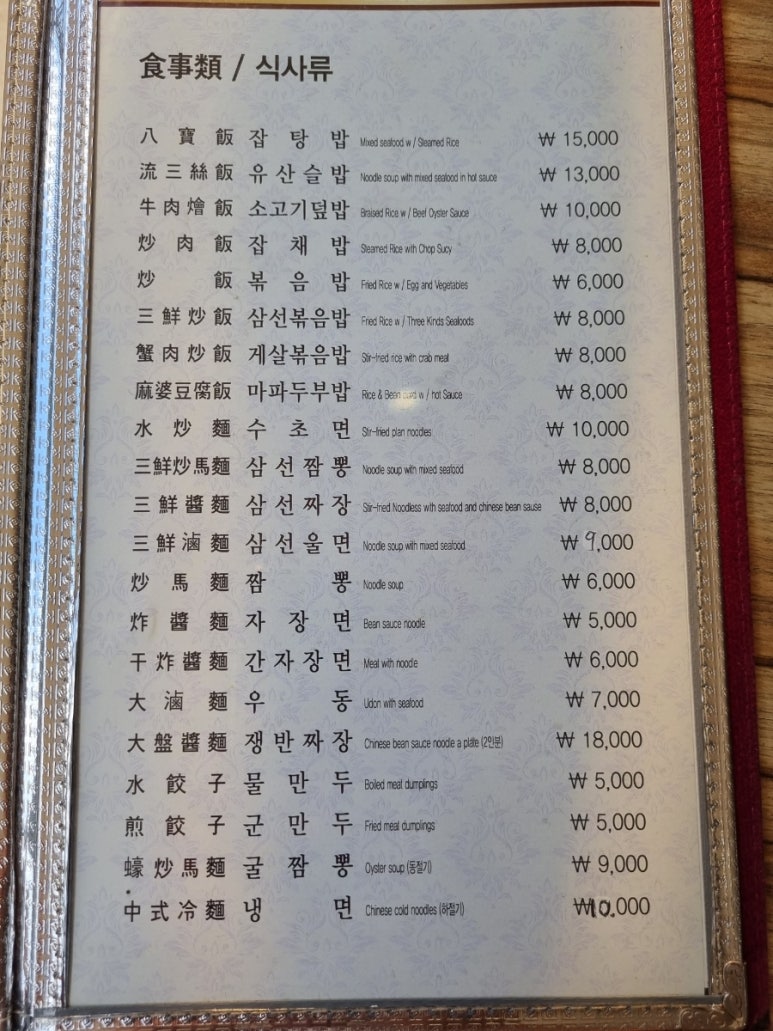 食事類 / 식사류
八寶飯 잡탕밥 Mixed seafood w / Steamed Rice ₩ 15,000
流三絲飯 유산슬밥 Noodle soup with mixed seafood in hot sauce ₩ 13,000
牛肉燴飯 소고기덮밥 Braised Rice w / Beef Oyster Sauce ₩ 10,000
炒肉飯 잡채밥 Steamed Rice with Chop Sucy ₩ 8,000
炒飯 볶음밥 Fried Rice w / Egg and Vegetables ₩ 6,000
三鮮炒飯 삼선볶음밥 Fried Rice w / Three Kinds Seafoods ₩ 8,000
蟹肉炒飯 게살볶음밥 Stir-fried rice with crab meal ₩ 8,000
麻婆豆腐飯 마파두부밥 Rice & Bean curd w / hot Sauce ₩ 8,000
水炒麵 수초면 Stir-fried plan noodles ₩ 10,000
三鮮炒馬麵 삼선짬뽕 Noodle soup with mixed seafood ₩ 8,000
三鮮醬麵 삼선짜장 Stir-fried Noodless with seafood and chinese bean sause ₩ 8,000
三鮮滷麵 삼선울면 Noodle soup with mixed seafood ₩ 9,000
炒馬麵 짬뽕 Noodle soup ₩ 6,000
炸醬麵 자장면 Bean sauce noodle ₩ 5,000
干炸醬麵 간자장면 Meal with noodle ₩ 6,000
大滷麵 우동 Udon with seafood ₩ 7,000
大盤醬麵 쟁반짜장 Chinese bean sauce noodle a plate (2인분) ₩ 18,000
水餃子 물만두 Boiled meat dumplings ₩ 5,000
煎餃子 군만두 Fried meal dumplings ₩ 5,000
蠔炒馬麵 굴짬뽕 Oyster soup (동절기) ₩ 9,000
中式冷麵 냉면 Chinese cold noodles (하절기) ₩10.000